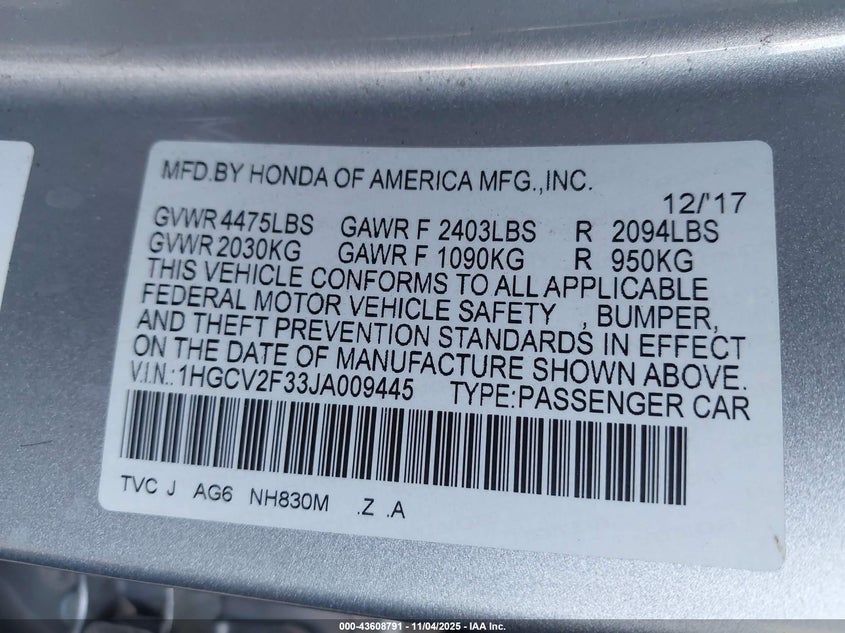 MFD.BY HONDA OF AMERICA MFG.,INC.
12/'17
GVWR 4475LBS GAWR F 2403LBS R 2094LBS
GVWR 2030KG GAWR F 1090KG R 950KG
THIS VEHICLE CONFORMS TO ALL APPLICABLE
FEDERAL MOTOR VEHICLE SAFETY , BUMPER,
AND THEFT PREVENTION STANDARDS IN EFFECT
ON THE DATE OF MANUFACTURE SHOWN ABOVE.
V.I.N.:1HGCV2F33JA009445 TYPE:PASSENGER CAR
TVC J AG6 NH830M .Z .A
000-43608791 - 11/04/2025 - IAA Inc.